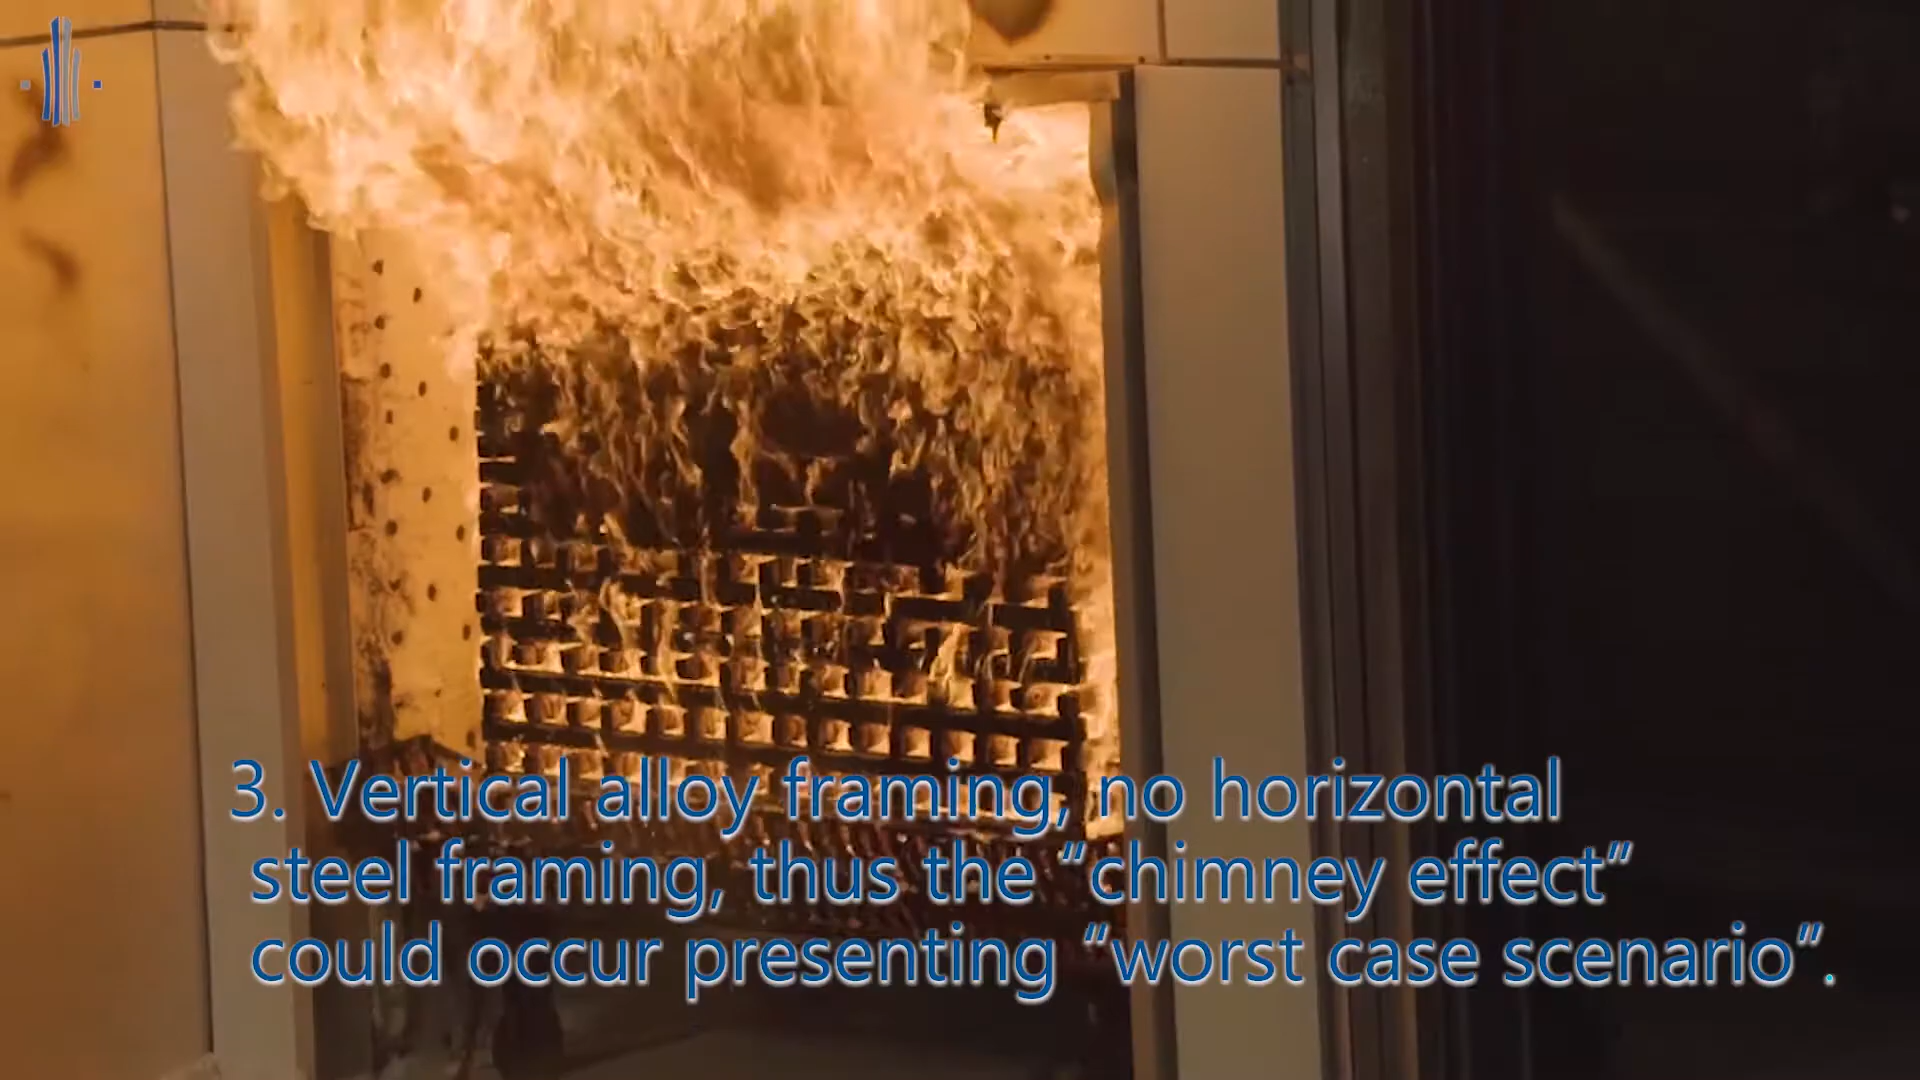 3. Vertical alloy framing, no horizontal
steel framing, thus the “chimney effect”
could occur presenting “worst case scenario”.